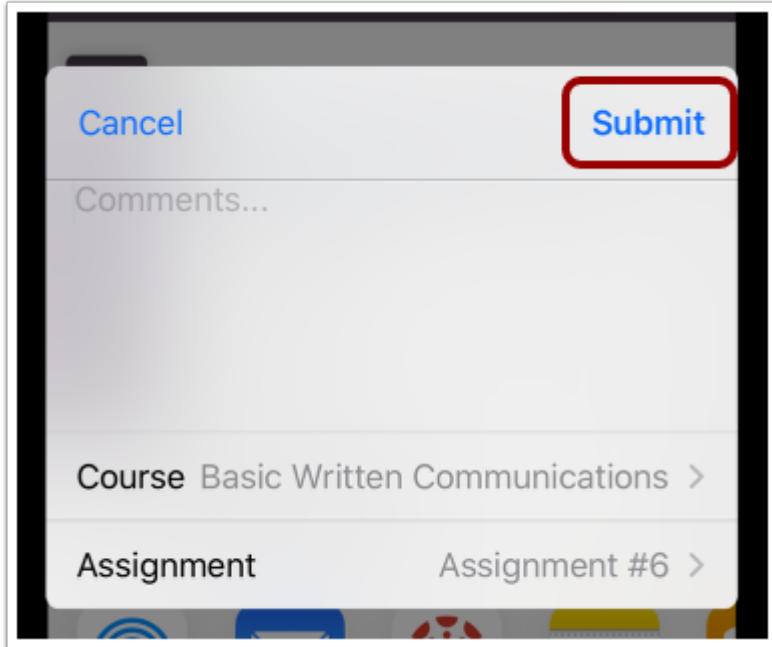 Cancel Submit
Comments...
Course Basic Written Communications
Assignment Assignment #6